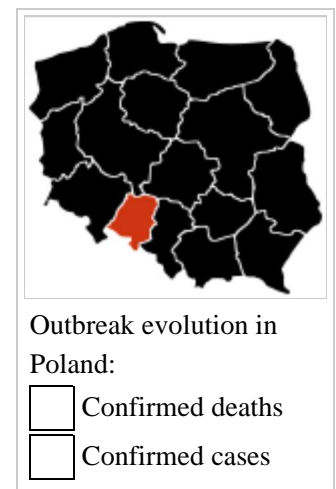 Outbreak evolution in
Poland:
Confirmed deaths
Confirmed cases